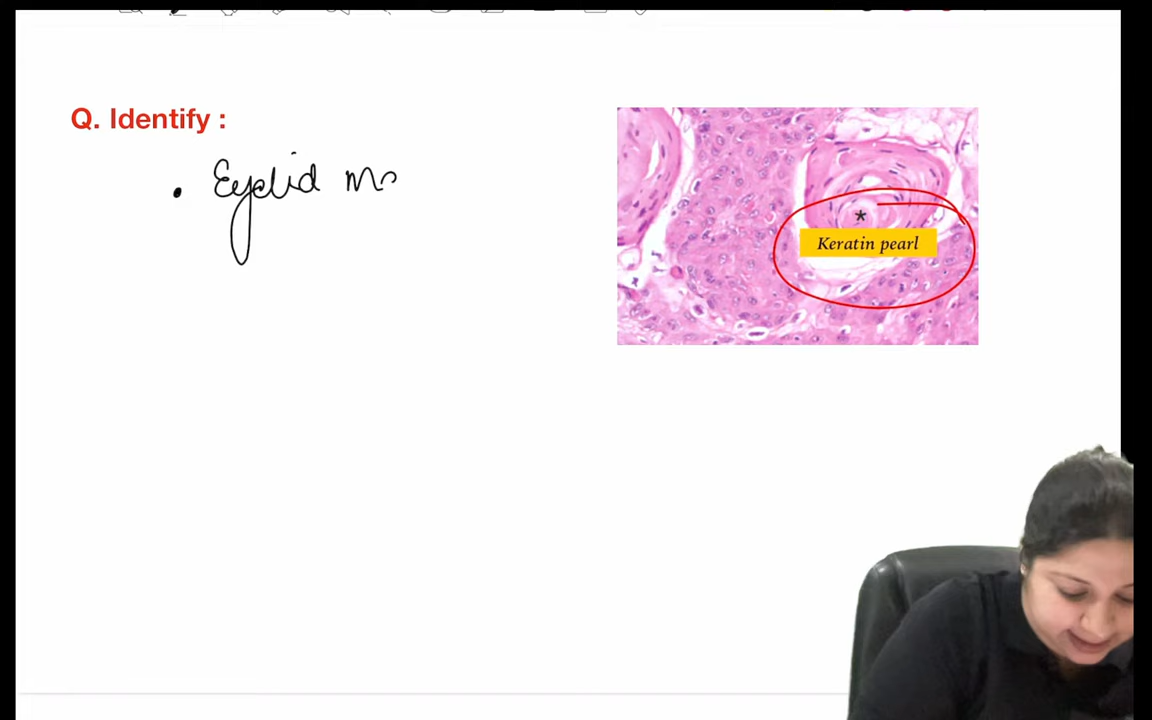 Q. Identify :
• Eyelid
* 
Keratin pearl